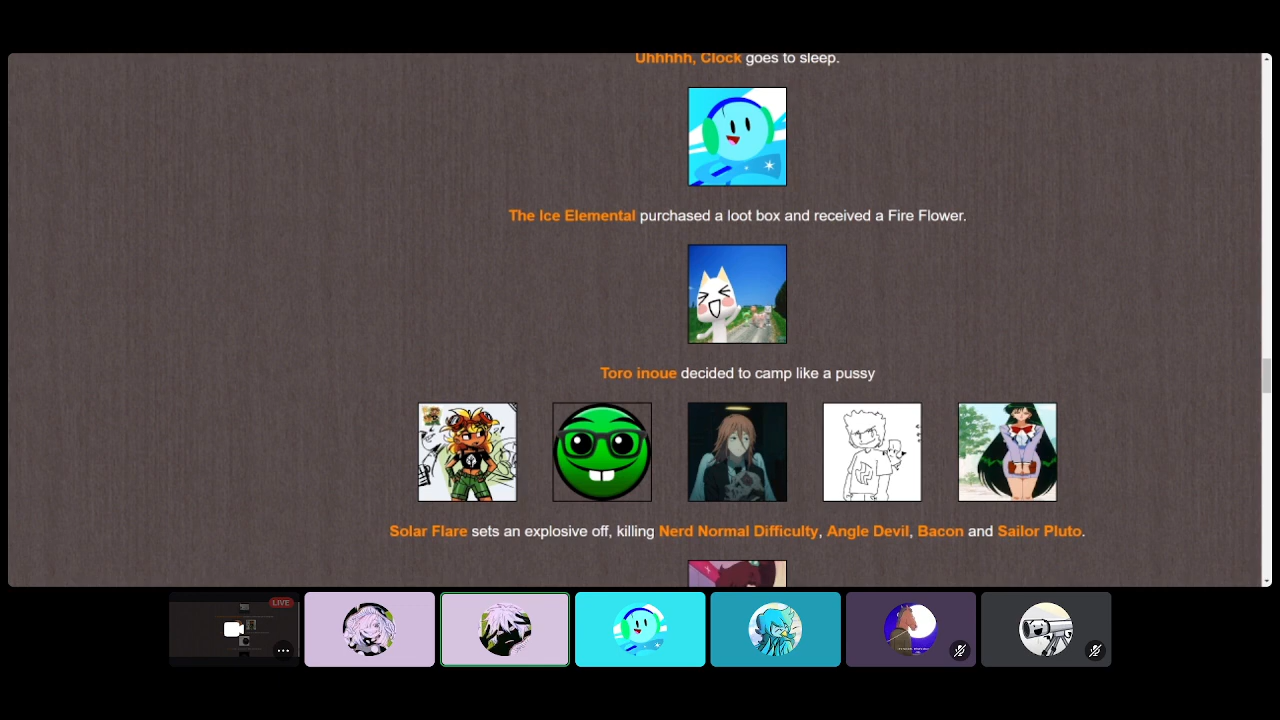 Uhhhhh, Clock goes to sleep.
The Ice Elemental purchased a loot box and received a Fire Flower.
Toro inoue decided to camp like a pussy
Solar Flare sets an explosive off, killing Nerd Normal Difficulty, Angle Devil, Bacon and Sailor Pluto.
LIVE